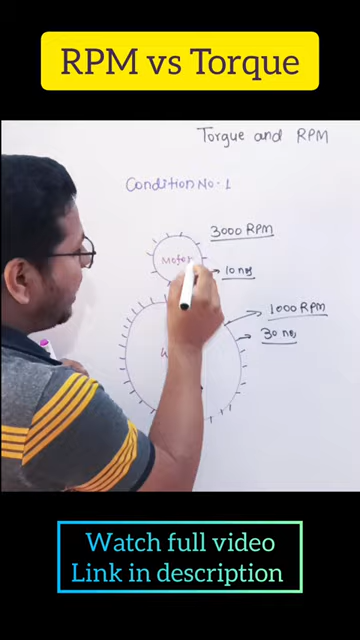 RPM vs Torque
Torque and RPM
Condition No - 1
3000 RPM
Motor
10 nm
1000 RPM
30 nm
Watch full video
Link in description